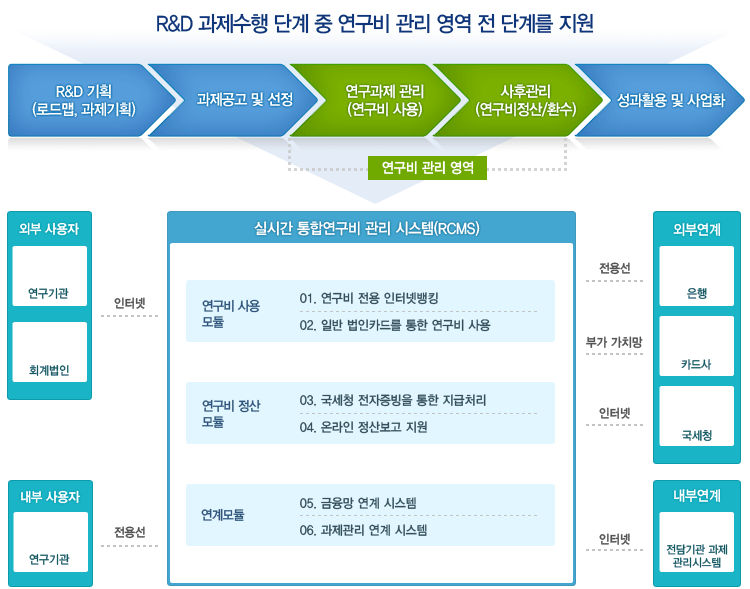 R&D 과제수행 단계 중 연구비 관리 영역 전 단계를 지원
R&D 기획
(로드맵, 과제기획)
과제공고 및 선정
연구과제 관리
(연구비 사용)
사후관리
(연구비정산/환수)
성과활용 및 사업화
연구비 관리 영역
외부 사용자
연구기관
회계법인
인터넷
내부 사용자
연구기관
전용선
실시간 통합연구비 관리 시스템(RCMS)
연구비 사용
모듈
01. 연구비 전용 인터넷뱅킹
02. 일반 법인카드를 통한 연구비 사용
연구비 정산
모듈
03. 국세청 전자증빙을 통한 지급처리
04. 온라인 정산보고 지원
연계모듈
05. 금융망 연계 시스템
06. 과제관리 연계 시스템
전용선
부가 가치망
인터넷
인터넷
외부연계
은행
카드사
국세청
내부연계
전담기관 과제
관리시스템